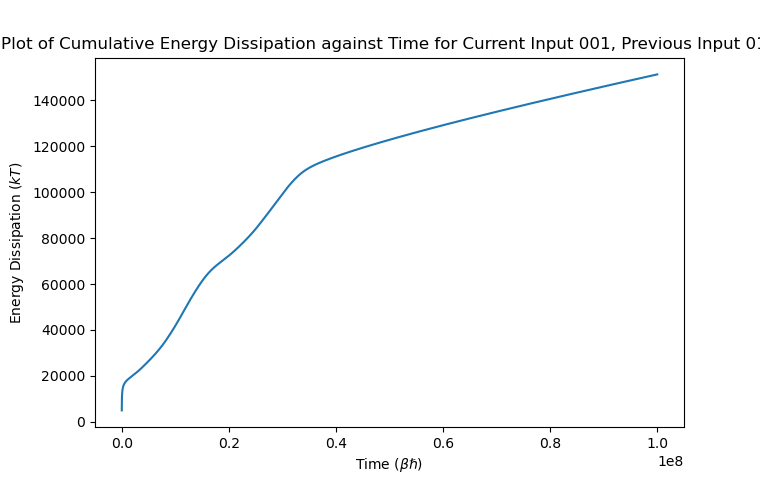 Plot of Cumulative Energy Dissipation against Time for Current Input 001, Previous Input 01
140000
120000
100000
80000
60000
40000
20000
0
Energy Dissipation (kT)
0.0 0.2 0.4 0.6 0.8 1.0
1e8
Time (βℏ)